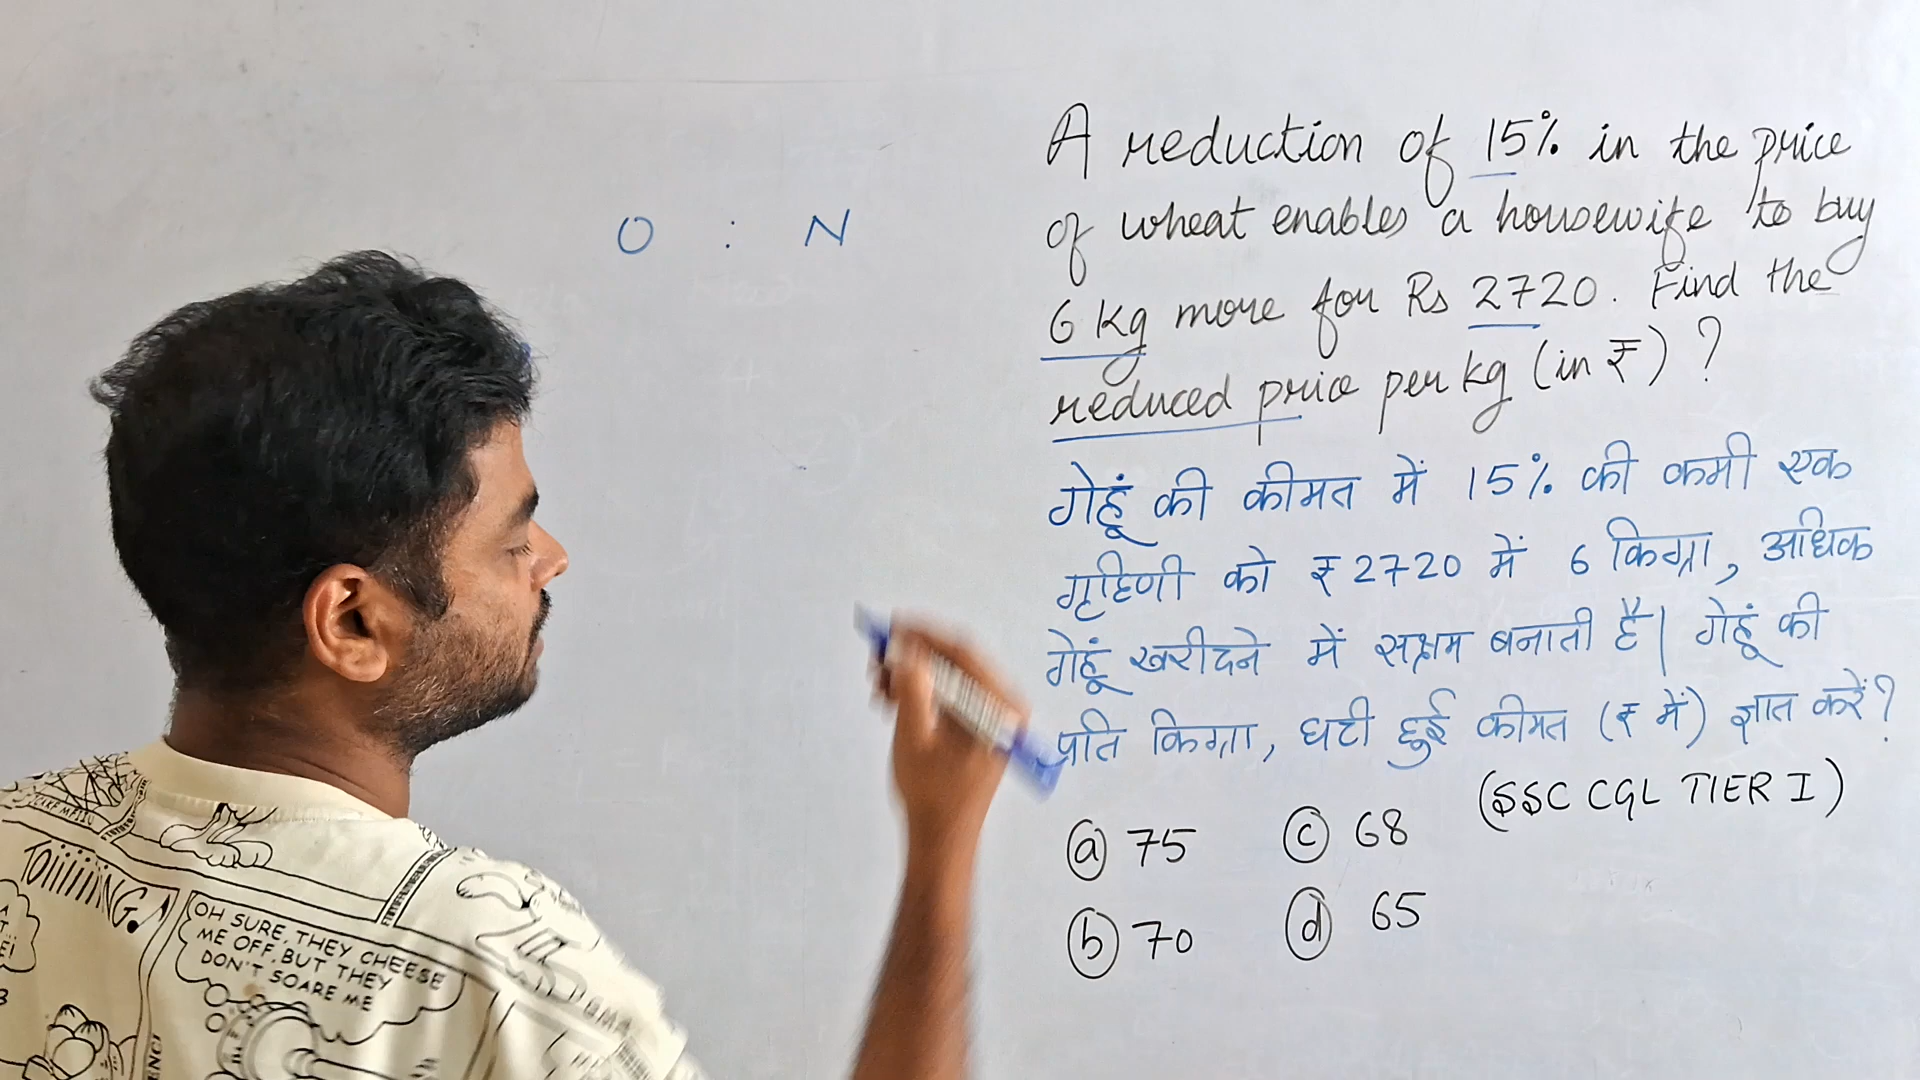 O : N
A reduction of 15% in the price
of wheat enables a housewife to buy
6 kg more for Rs 2720. Find the
reduced price per kg (in ₹) ?
गेहूं की कीमत में 15% की कमी एक
गृहिणी को ₹2720 में 6 किग्रा, अधिक
गेहूं खरीदने में सक्षम बनाती है| गेहूं की
प्रति किग्रा, घटी हुई कीमत (₹ में) ज्ञात करें?
(SSC CGL TIER I)
(a) 75 (c) 68
(b) 70 (d) 65
TOiiiiiiNG!
OH SURE, THEY CHEESE
ME OFF, BUT THEY
DON'T SOARE ME